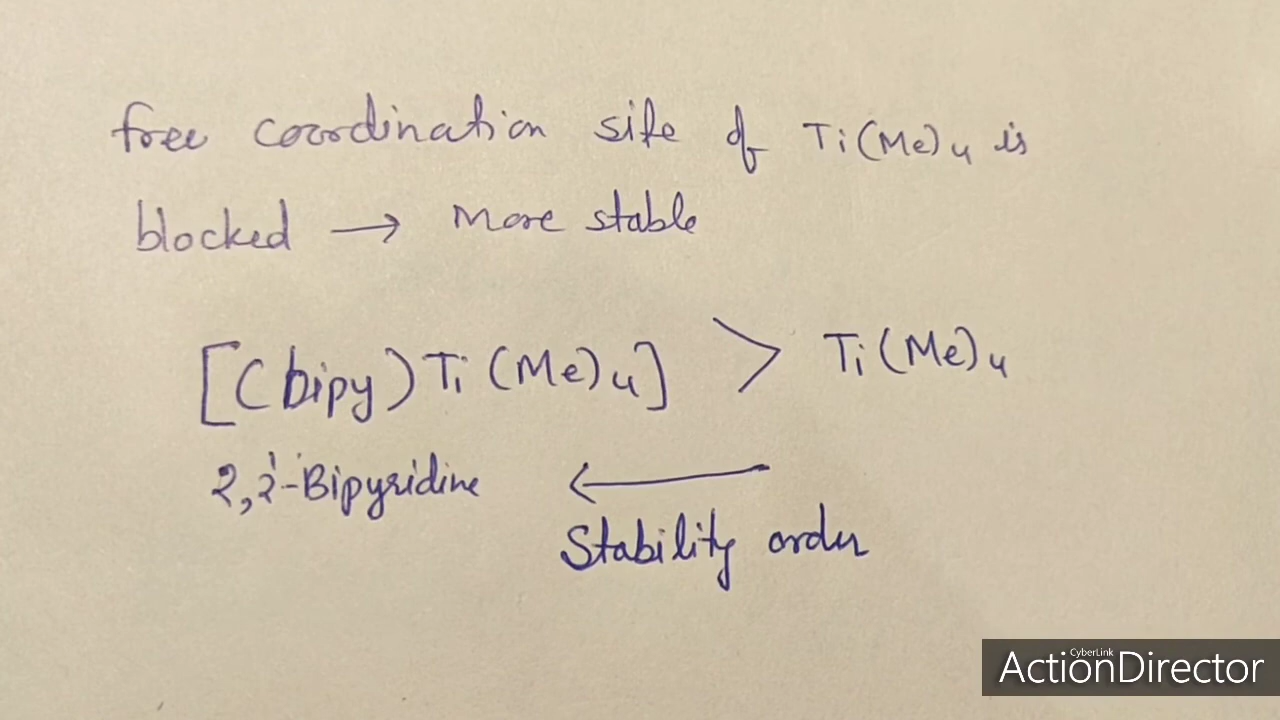 free coordination site of Ti(Me)4 is
blocked → More stable
[(bipy)Ti(Me)4] > Ti(Me)4
2,2'-Bipyridine ←
Stability order
CyberLink
ActionDirector